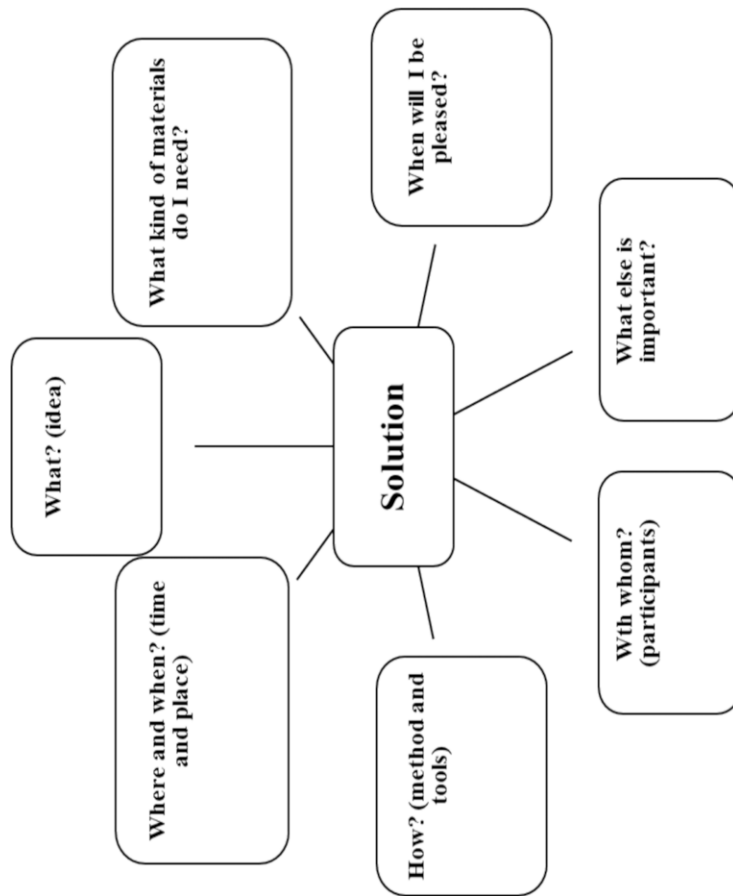 What? (idea)
What kind of materials
do I need?
When will I be
pleased?
What else is
important?
Wth whom?
(participants)
How? (method and
tools)
Where and when? (time
and place)
Solution